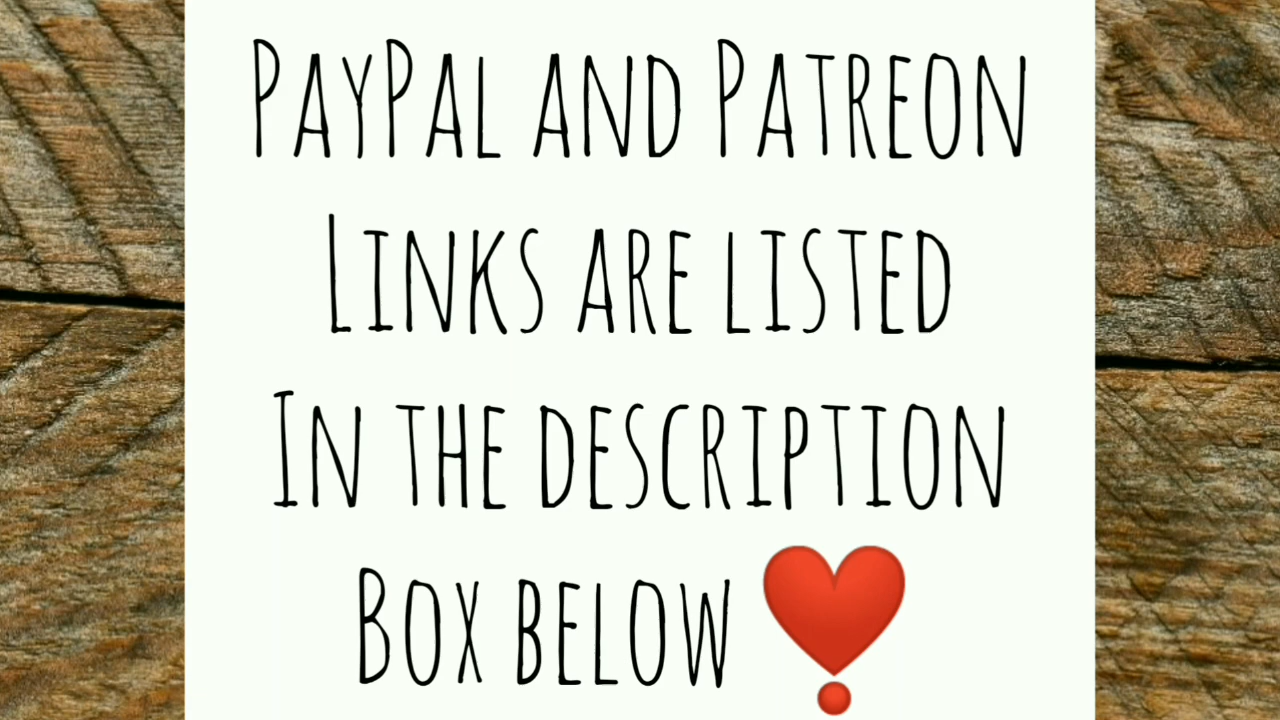 PayPal and Patreon
Links are listed
In the description
Box below ❣️